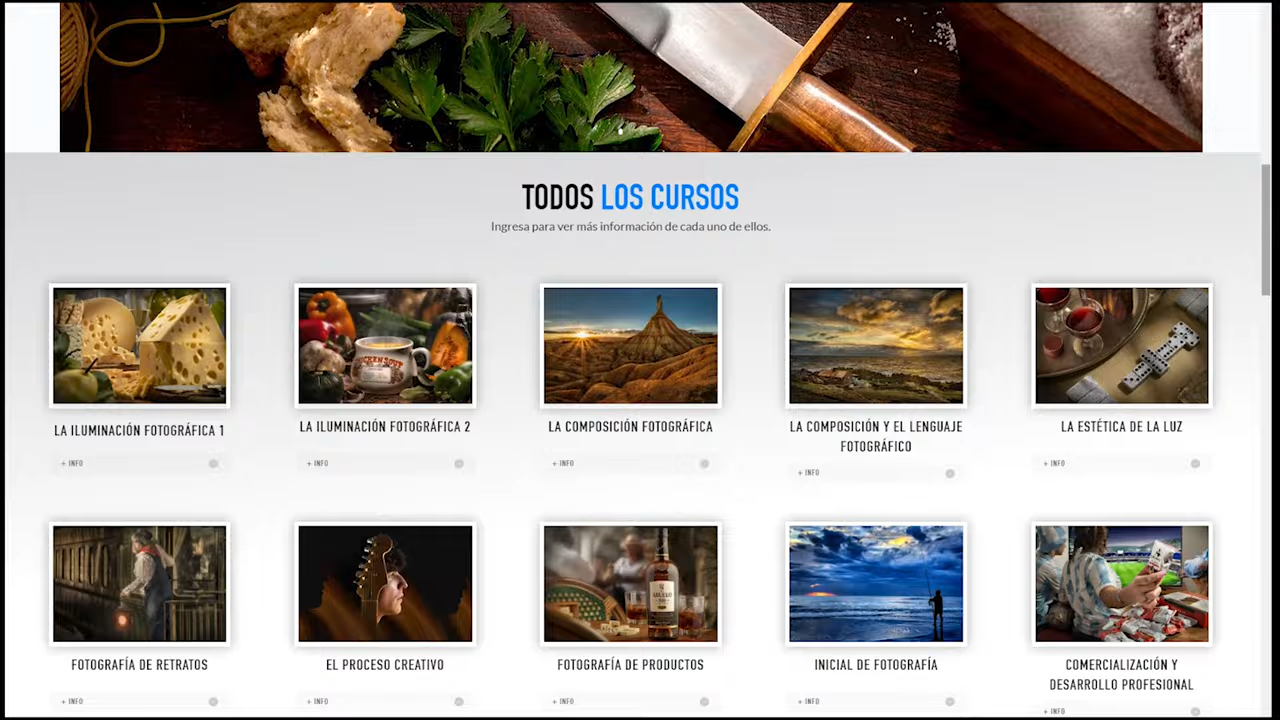 TODOS LOS CURSOS
Ingresa para ver más información de cada uno de ellos.
LA ILUMINACIÓN FOTOGRÁFICA 1
+ INFO
LA ILUMINACIÓN FOTOGRÁFICA 2
+ INFO
LA COMPOSICIÓN FOTOGRÁFICA
+ INFO
LA COMPOSICIÓN Y EL LENGUAJE
FOTOGRÁFICO
+ INFO
LA ESTÉTICA DE LA LUZ
+ INFO
FOTOGRAFÍA DE RETRATOS
+ INFO
EL PROCESO CREATIVO
+ INFO
FOTOGRAFÍA DE PRODUCTOS
+ INFO
INICIAL DE FOTOGRAFÍA
+ INFO
COMERCIALIZACIÓN Y
DESARROLLO PROFESIONAL
+ INFO